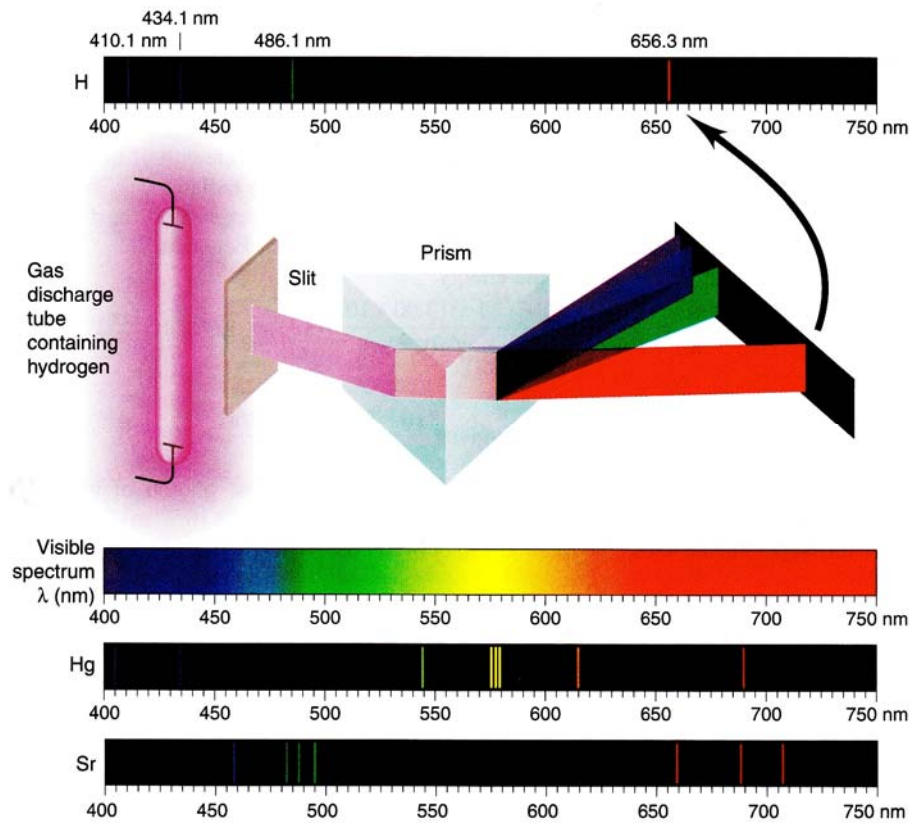 434.1 nm
410.1 nm
486.1 nm
656.3 nm
H
400 450 500 550 600 650 700 750 nm
Gas
discharge
tube
containing
hydrogen
Slit
Prism
Visible
spectrum
λ (nm)
400 450 500 550 600 650 700 750 nm
Hg
400 450 500 550 600 650 700 750 nm
Sr
400 450 500 550 600 650 700 750 nm